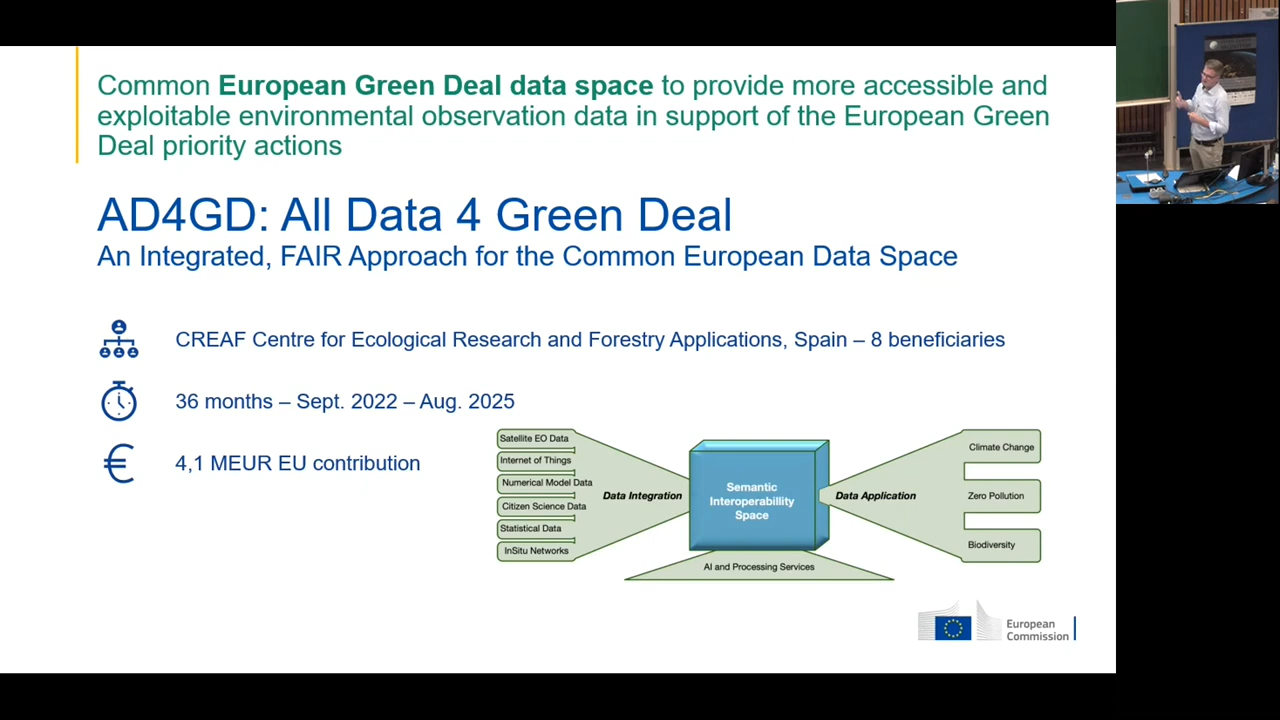 Common European Green Deal data space to provide more accessible and
exploitable environmental observation data in support of the European Green
Deal priority actions
AD4GD: All Data 4 Green Deal
An Integrated, FAIR Approach for the Common European Data Space
CREAF Centre for Ecological Research and Forestry Applications, Spain – 8 beneficiaries
36 months – Sept. 2022 – Aug. 2025
4,1 MEUR EU contribution
Satellite EO Data
Internet of Things
Numerical Model Data
Citizen Science Data
Statistical Data
InSitu Networks
Data Integration
Semantic
Interoperabillity
Space
Data Application
Climate Change
Zero Pollution
Biodiversity
AI and Processing Services
European
Commission